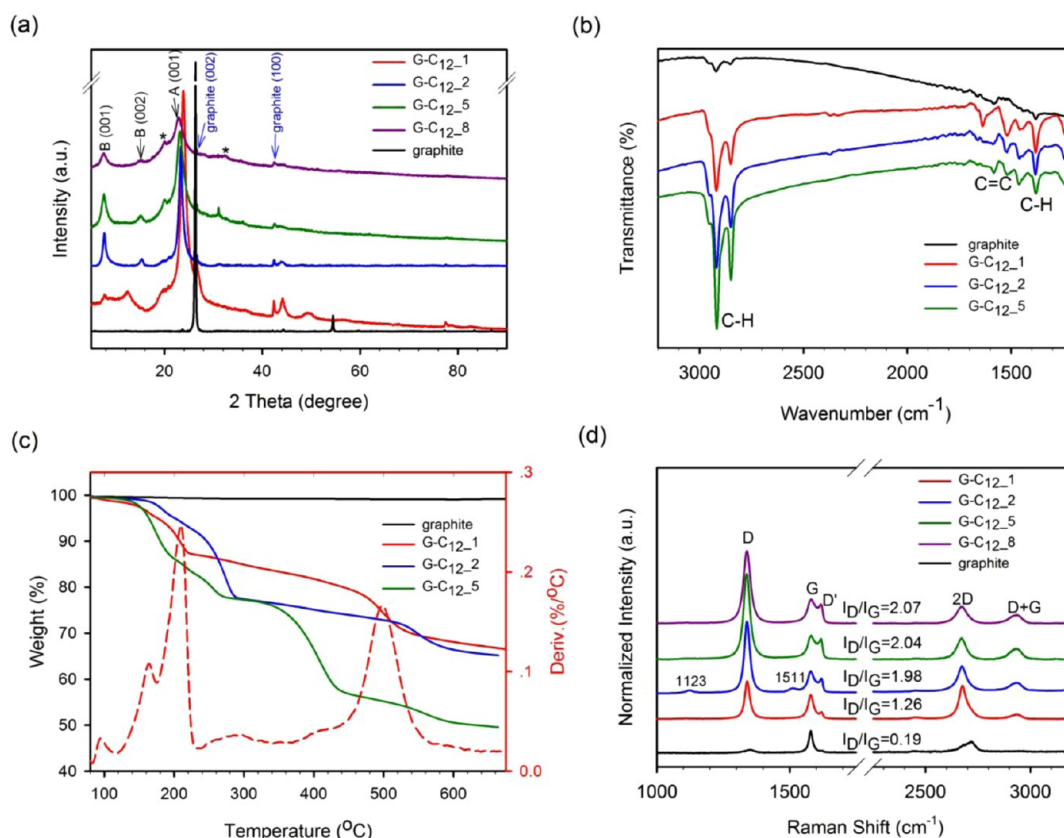 (a)
Intensity (a.u.)
B (001)
B (002)
*
A (001)
graphite (002)
*
graphite (100)
G-C12_1
G-C12_2
G-C12_5
G-C12_8
graphite
20 40 60 80
2 Theta (degree)
(b)
Transmittance (%)
C=C
C-H
C-H
graphite
G-C12_1
G-C12_2
G-C12_5
3000 2500 2000 1500
Wavenumber (cm-1)
(c)
Weight (%)
100
90
80
70
60
50
40
graphite
G-C12_1
G-C12_2
G-C12_5
.3
.2
.1
0.0
Deriv.(%/oC)
100 200 300 400 500 600
Temperature (oC)
(d)
Normalized Intensity (a.u.)
G-C12_1
G-C12_2
G-C12_5
G-C12_8
graphite
D
G
D'
2D
D+G
ID/IG=2.07
ID/IG=2.04
1123
1511
ID/IG=1.98
ID/IG=1.26
ID/IG=0.19
1000 1500 2500 3000
Raman Shift (cm-1)